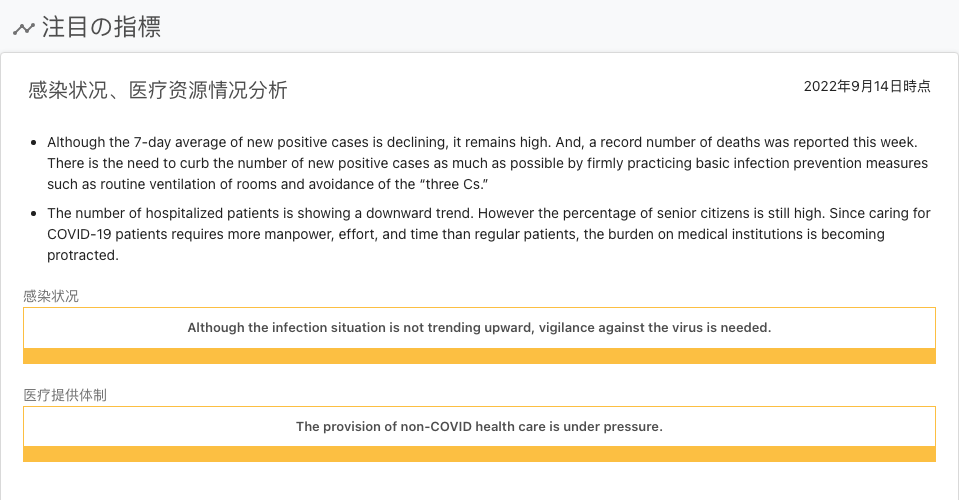 注目の指標
感染状况、医疗资源情况分析
2022年9月14日時点
Although the 7-day average of new positive cases is declining, it remains high. And, a record number of deaths was reported this week.
There is the need to curb the number of new positive cases as much as possible by firmly practicing basic infection prevention measures
such as routine ventilation of rooms and avoidance of the “three Cs.”
The number of hospitalized patients is showing a downward trend. However the percentage of senior citizens is still high. Since caring for
COVID-19 patients requires more manpower, effort, and time than regular patients, the burden on medical institutions is becoming
protracted.
感染状况
Although the infection situation is not trending upward, vigilance against the virus is needed.
医疗提供体制
The provision of non-COVID health care is under pressure.